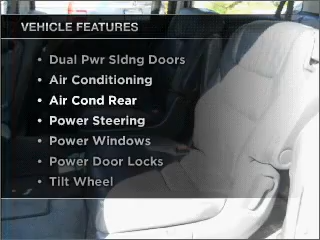 VEHICLE FEATURES
• Dual Pwr Sldng Doors
• Air Conditioning
• Air Cond Rear
• Power Steering
• Power Windows
• Power Door Locks
• Tilt Wheel